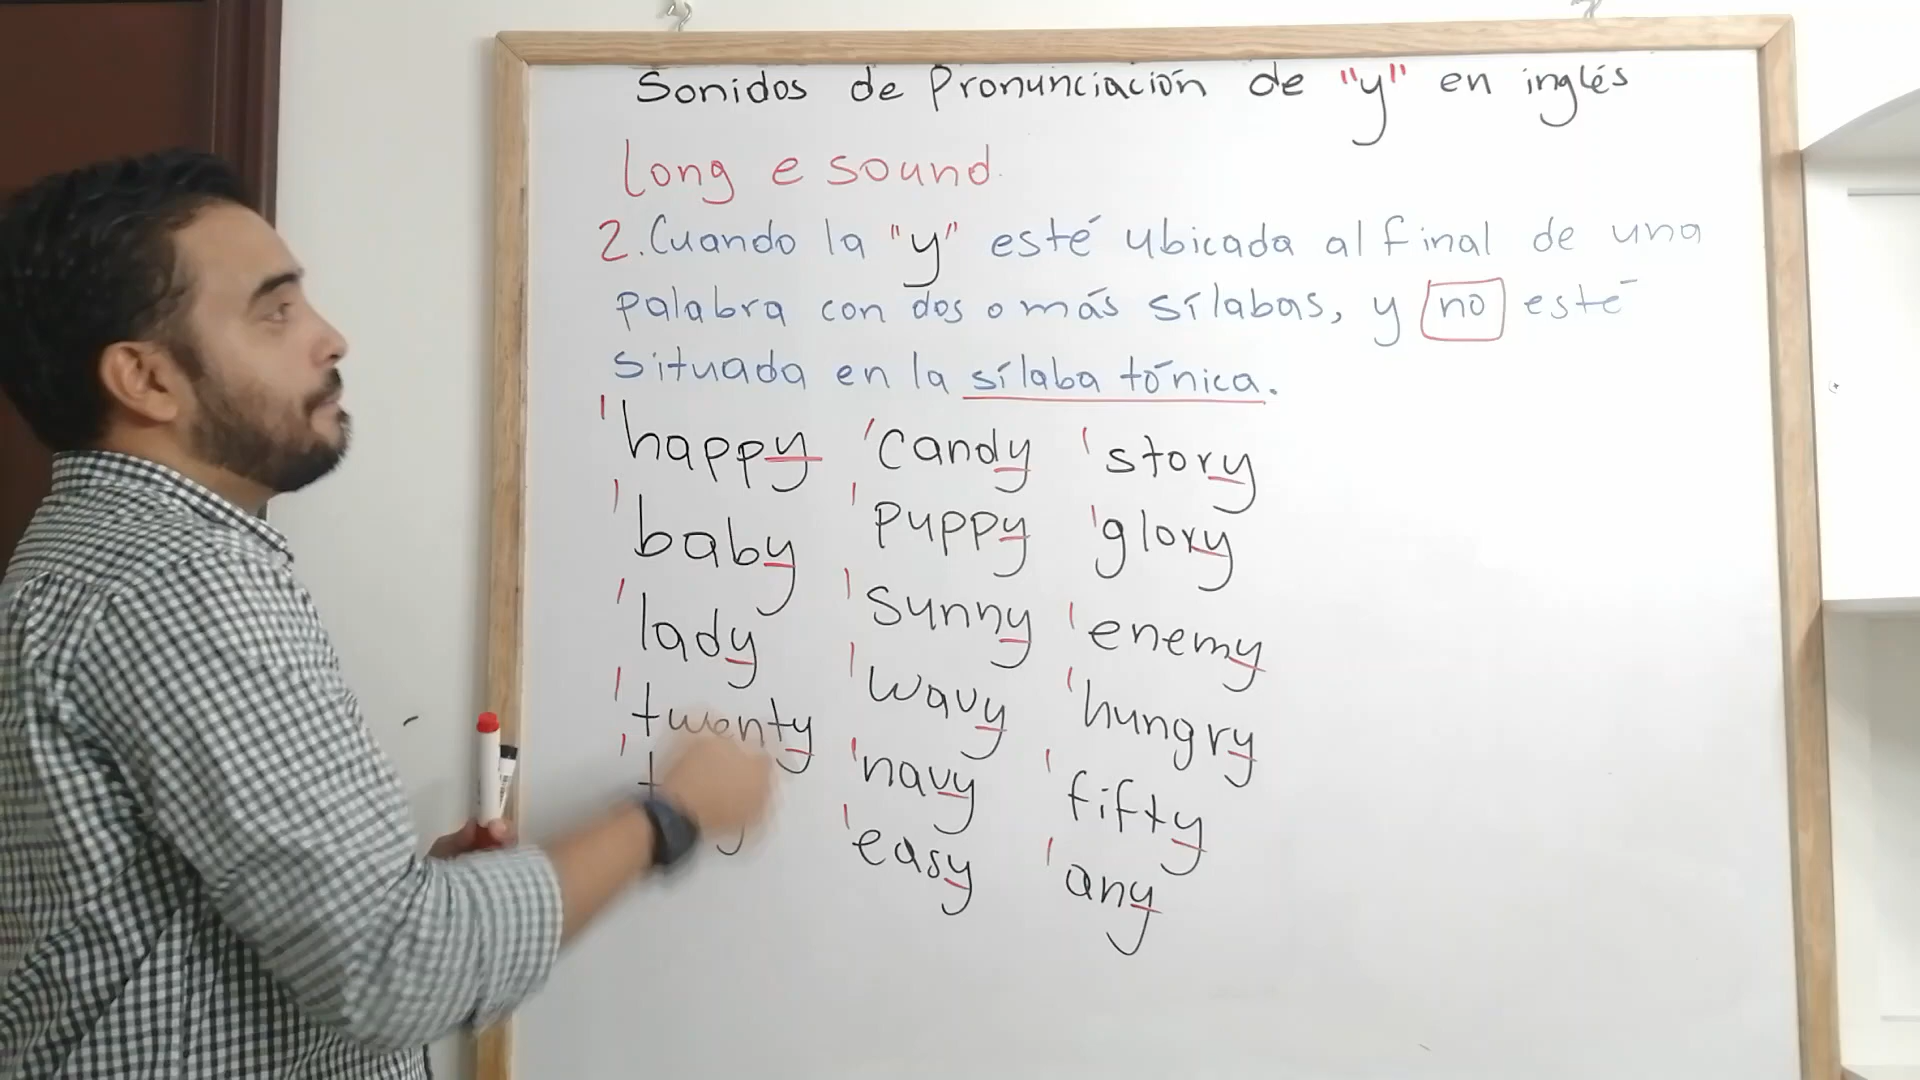 Sonidos de Pronunciación de "y" en inglés
long e sound.
2. Cuando la "y" esté ubicada al final de una
palabra con dos o más sílabas, y no esté
situada en la sílaba tónica.
'happy 'candy 'story
'baby 'puppy 'glory
'lady 'sunny 'enemy
'twenty 'wavy 'hungry
'navy 'fifty
'easy 'any